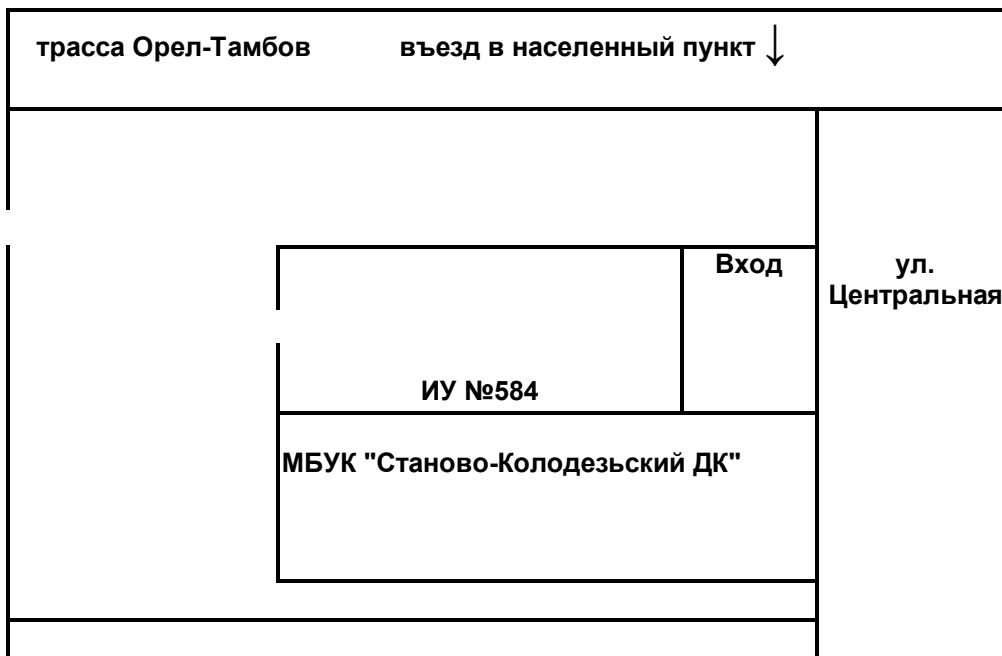 трасса Орел-Тамбов въезд в населенный пункт ↓
Вход
ул.
Центральная
ИУ №584
МБУК "Станово-Колодезьский ДК"